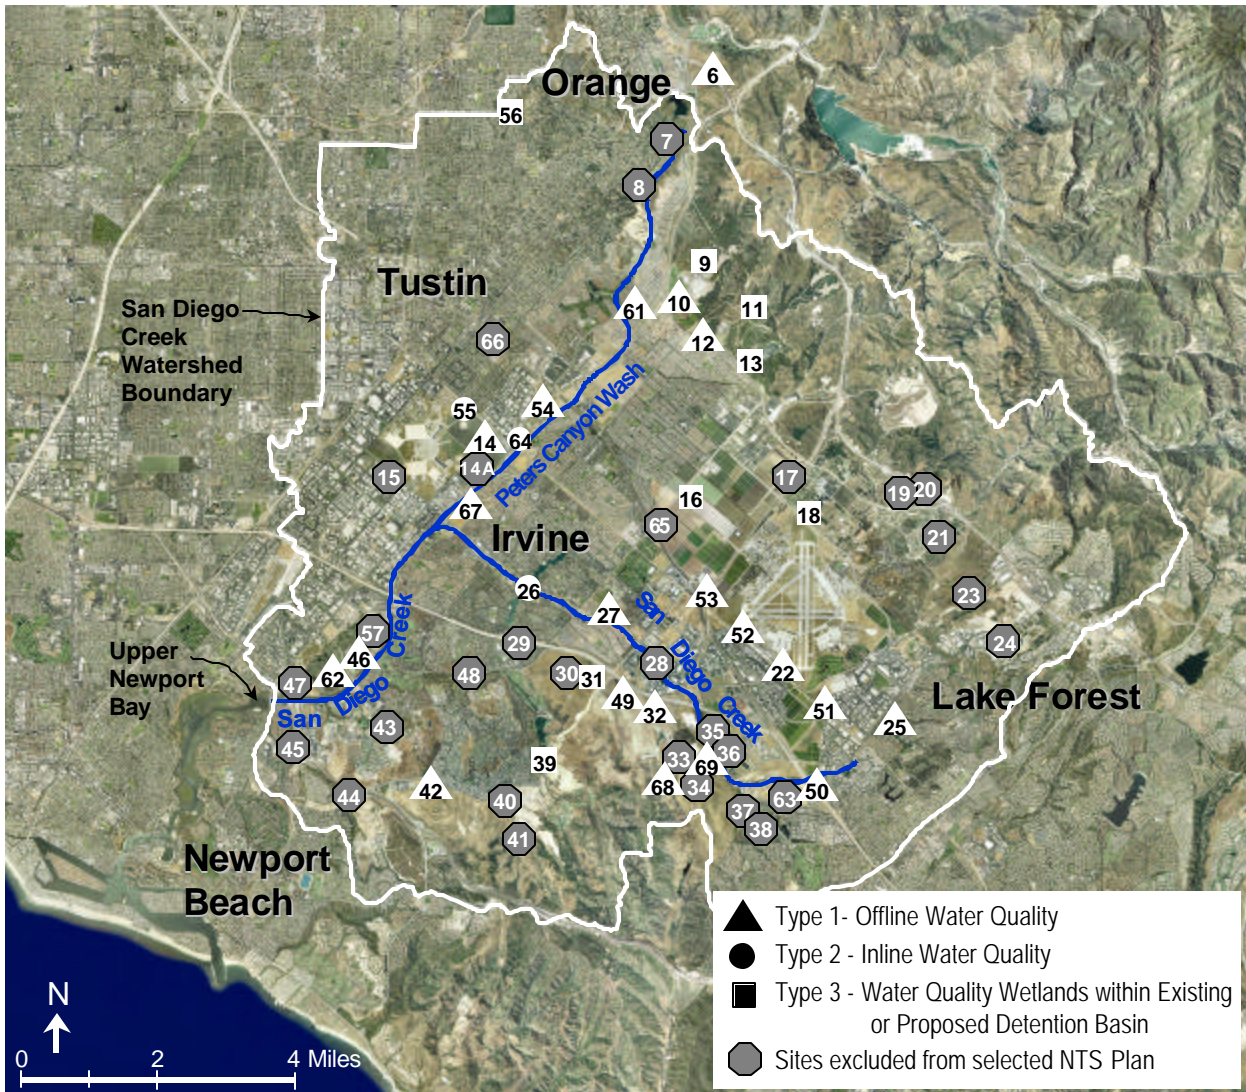 Orange
6
56
7
8
9
Tustin
10
11
61
San Diego
Creek
Watershed
Boundary
12
66
13
Peters Canyon Wash
54
55
14
64
14A
15
17
19
20
16
67
18
65
Irvine
21
26
53
23
27
San Diego Creek
52
57
24
29
46
28
22
Upper
Newport
Bay
62
47
48
30
31
49
32
Lake Forest
51
25
San Diego Creek
43
35
45
36
33
39
69
44
42
40
68
34
63
50
37
38
41
Newport
Beach
Type 1- Offline Water Quality
Type 2 - Inline Water Quality
Type 3 - Water Quality Wetlands within Existing
or Proposed Detention Basin
Sites excluded from selected NTS Plan
N
0 2 4 Miles